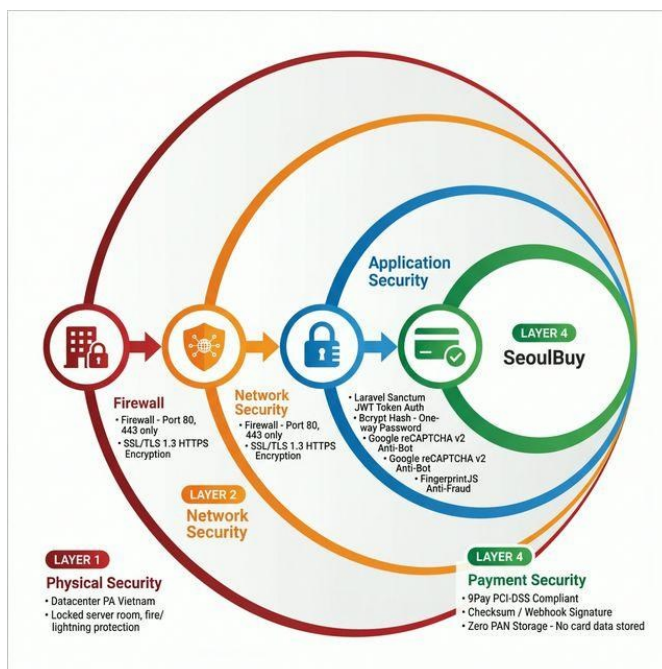 Application
Security
LAYER 4
SeoulBuy
Firewall
• Firewall - Port 80,
443 only
• SSL/TLS 1.3 HTTPS
Encryption
Network
Security
• Firewall - Port 80,
443 only
• SSL/TLS 1.3 HTTPS
Encryption
• Laravel Sanctum
JWT Token Auth
• Bcrypt Hash - One-
way Password
• Google reCAPTCHA v2
Anti-Bot
• Google reCAPTCHA v2
Anti-Bot
• FingerprintJS
Anti-Fraud
LAYER 2
Network
Security
LAYER 1
Physical Security
• Datacenter PA Vietnam
• Locked server room, fire/
lightning protection
LAYER 4
Payment Security
• 9Pay PCI-DSS Compliant
• Checksum / Webhook Signature
• Zero PAN Storage - No card data stored